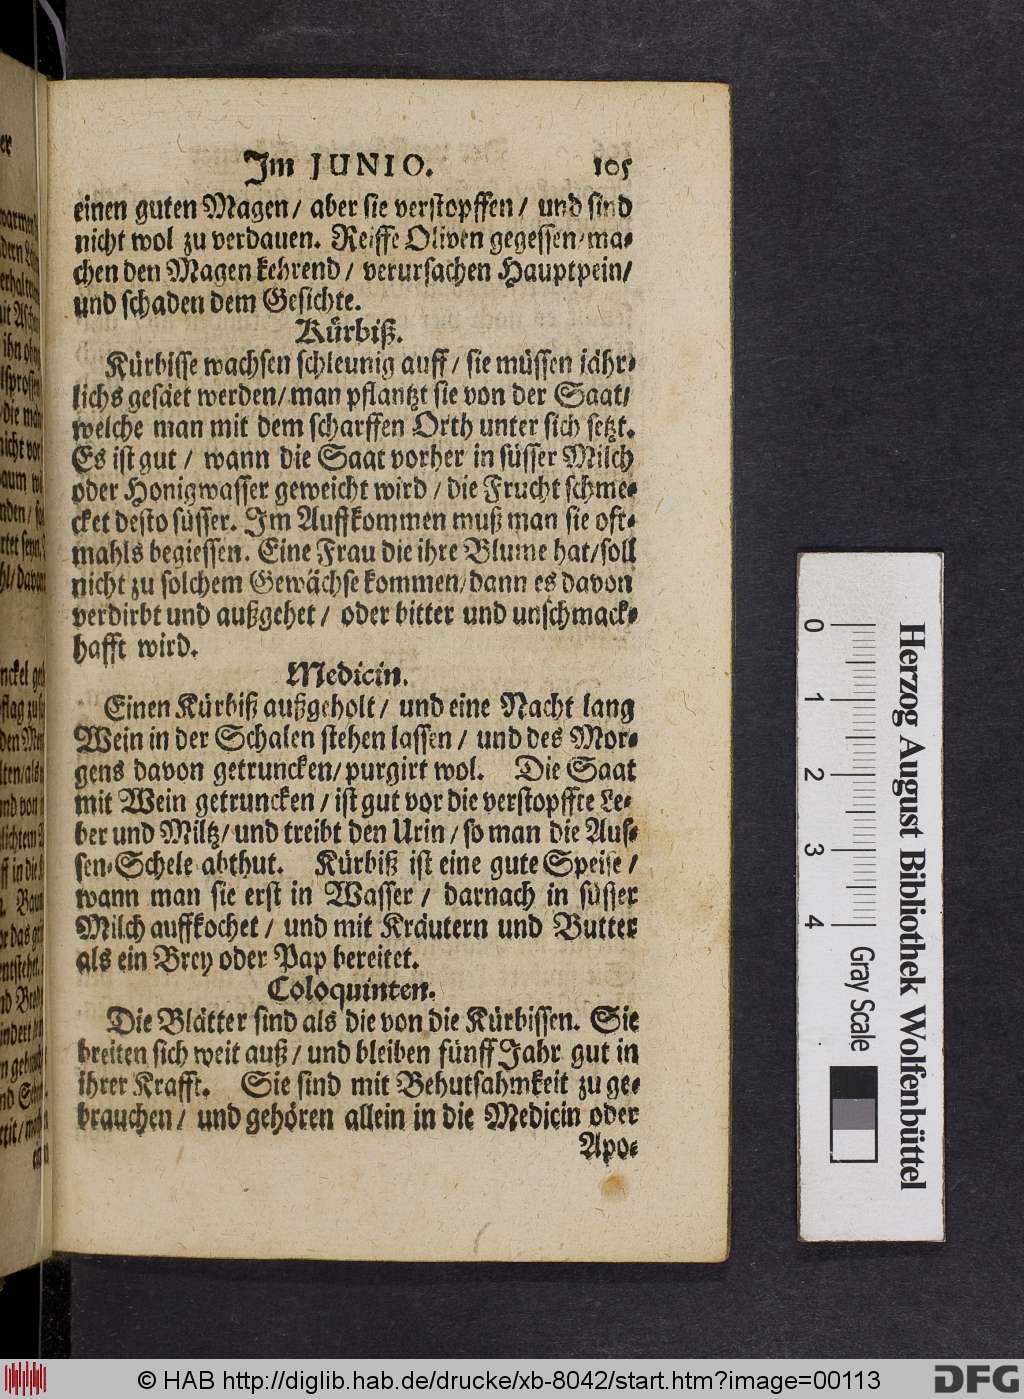 Im JUNIO. 105
einen guten Magen / aber sie verstopffen / und sind
nicht wol zu verdauen. Reiffe Oliven gegessen / ma-
chen den Magen kehrend / verursachen Hauptpein /
und schaden dem Gesichte.
Kürbiß.
Kürbisse wachsen schleunig auff / sie müssen jähr-
lichs gesäet werden / man pflantzt sie von der Saat /
welche man mit dem scharffen Orth unter sich setzt.
Es ist gut / wann die Saat vorher in süsser Milch
oder Honigwasser geweicht wird / die Frucht schme-
cket desto süsser. Im Auffkommen muß man sie oft-
mahls begiessen. Eine Frau die ihre Blume hat / soll
nicht zu solchem Gewächse kommen / dann es davon
verdirbt und außgehet / oder bitter und unschmack-
hafft wird.
Medicin.
Einen Kürbiß außgeholt / und eine Nacht lang
Wein in der Schalen stehen lassen / und des Mor-
gens davon getruncken / purgirt wol. Die Saat
mit Wein getruncken / ist gut vor die verstopffte Le-
ber und Miltz / und treibt den Urin / so man die Aus-
sen-Schele abthut. Kürbiß ist eine gute Speise /
wann man sie erst in Wasser / darnach in süsser
Milch auffkochet / und mit Kräutern und Butter
als ein Brey oder Pap bereitet.
Coloquinten.
Die Blätter sind als die von die Kürbissen. Sie
breiten sich weit auß / und bleiben fünff Jahr gut in
ihrer Krafft. Sie sind mit Behutsahmkeit zu ge-
brauchen / und gehören allein in die Medicin oder
Apo-
0 1 2 3 4
Gray Scale
Herzog August Bibliothek Wolfenbüttel
© HAB http://diglib.hab.de/drucke/xb-8042/start.htm?image=00113
DFG